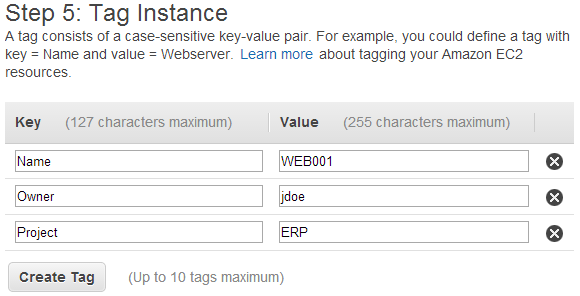 Step 5: Tag Instance
A tag consists of a case-sensitive key-value pair. For example, you could define a tag with
key = Name and value = Webserver. Learn more about tagging your Amazon EC2
resources.
Key (127 characters maximum) Value (255 characters maximum)
Name WEB001
Owner jdoe
Project ERP
Create Tag (Up to 10 tags maximum)